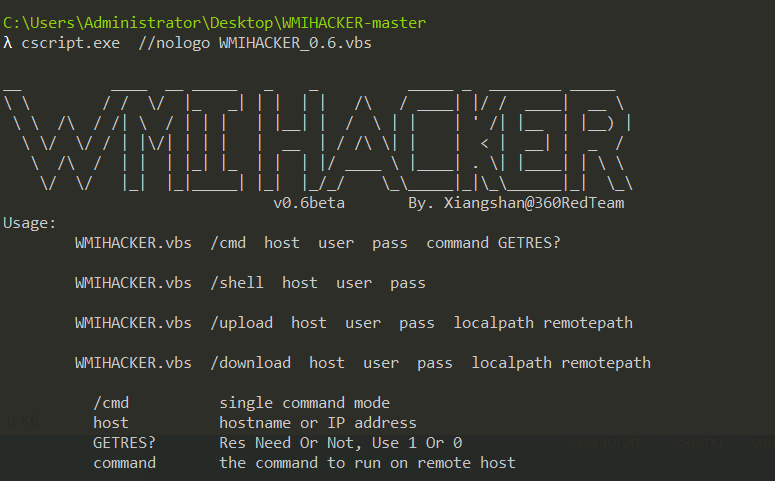 C:\Users\Administrator\Desktop\WMIHACKER-master
λ cscript.exe  //nologo WMIHACKER_0.6.vbs
WMIHACKER
v0.6beta       By. Xiangshan@360RedTeam
Usage:
        WMIHACKER.vbs  /cmd  host  user  pass  command GETRES?
        WMIHACKER.vbs  /shell  host  user  pass
        WMIHACKER.vbs  /upload  host  user  pass  localpath remotepath
        WMIHACKER.vbs  /download  host  user  pass  localpath remotepath
          /cmd          single command mode
          host          hostname or IP address
          GETRES?       Res Need Or Not, Use 1 Or 0
          command       the command to run on remote host